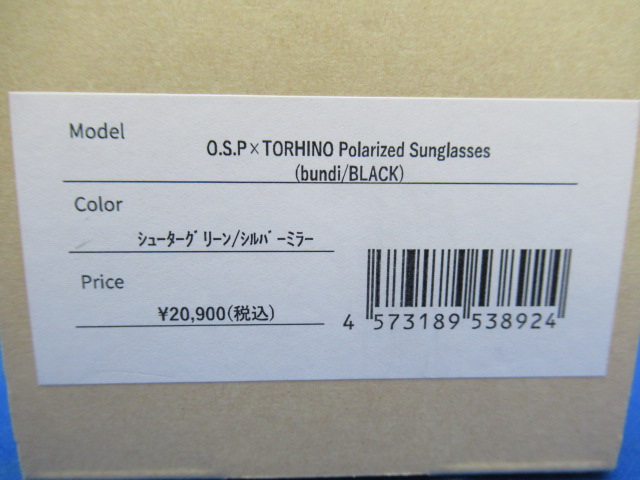 Model
O.S.P×TORHINO Polarized Sunglasses
(bundi/BLACK)
Color
ｼｭｰﾀｰｸﾞﾘｰﾝ/ｼﾙﾊﾞｰﾐﾗｰ
Price
¥20,900(税込)
4 573189 538924